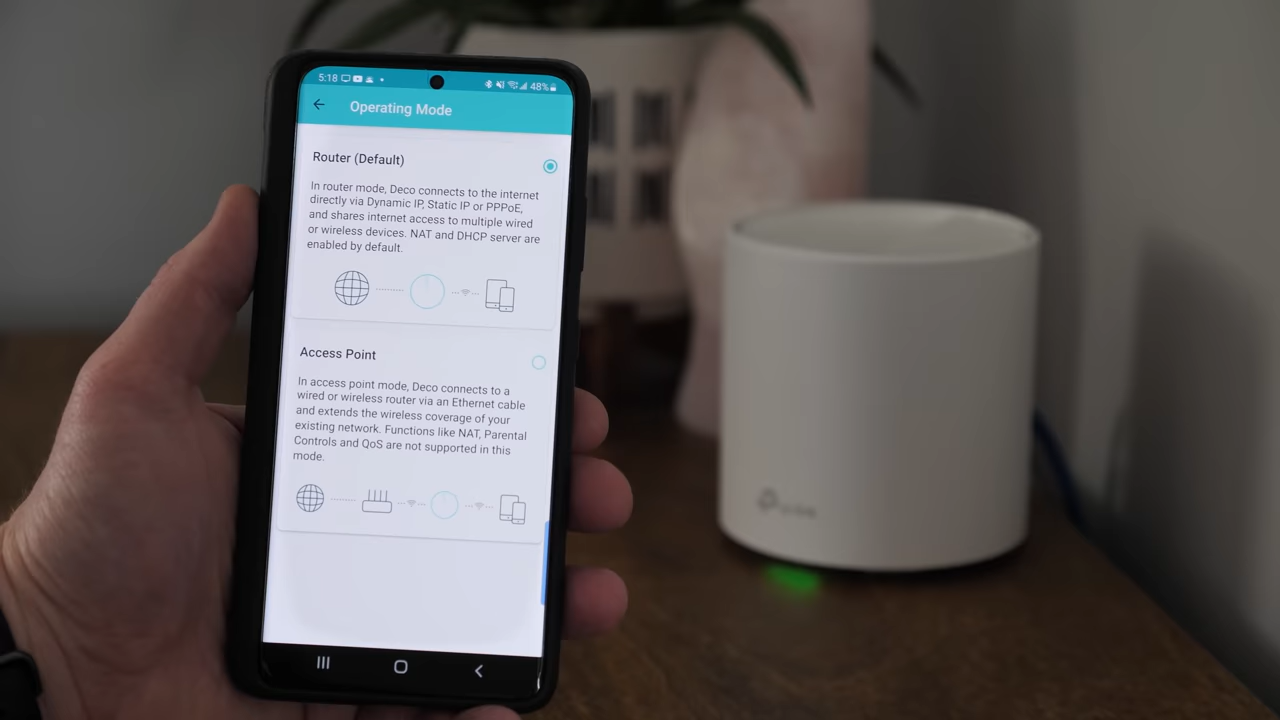 5:18
48%
Operating Mode
Router (Default)
In router mode, Deco connects to the internet
directly via Dynamic IP, Static IP or PPPoE,
and shares internet access to multiple wired
or wireless devices. NAT and DHCP server are
enabled by default.
Access Point
In access point mode, Deco connects to a
wired or wireless router via an Ethernet cable
and extends the wireless coverage of your
existing network. Functions like NAT, Parental
Controls and QoS are not supported in this
mode.
tp-link